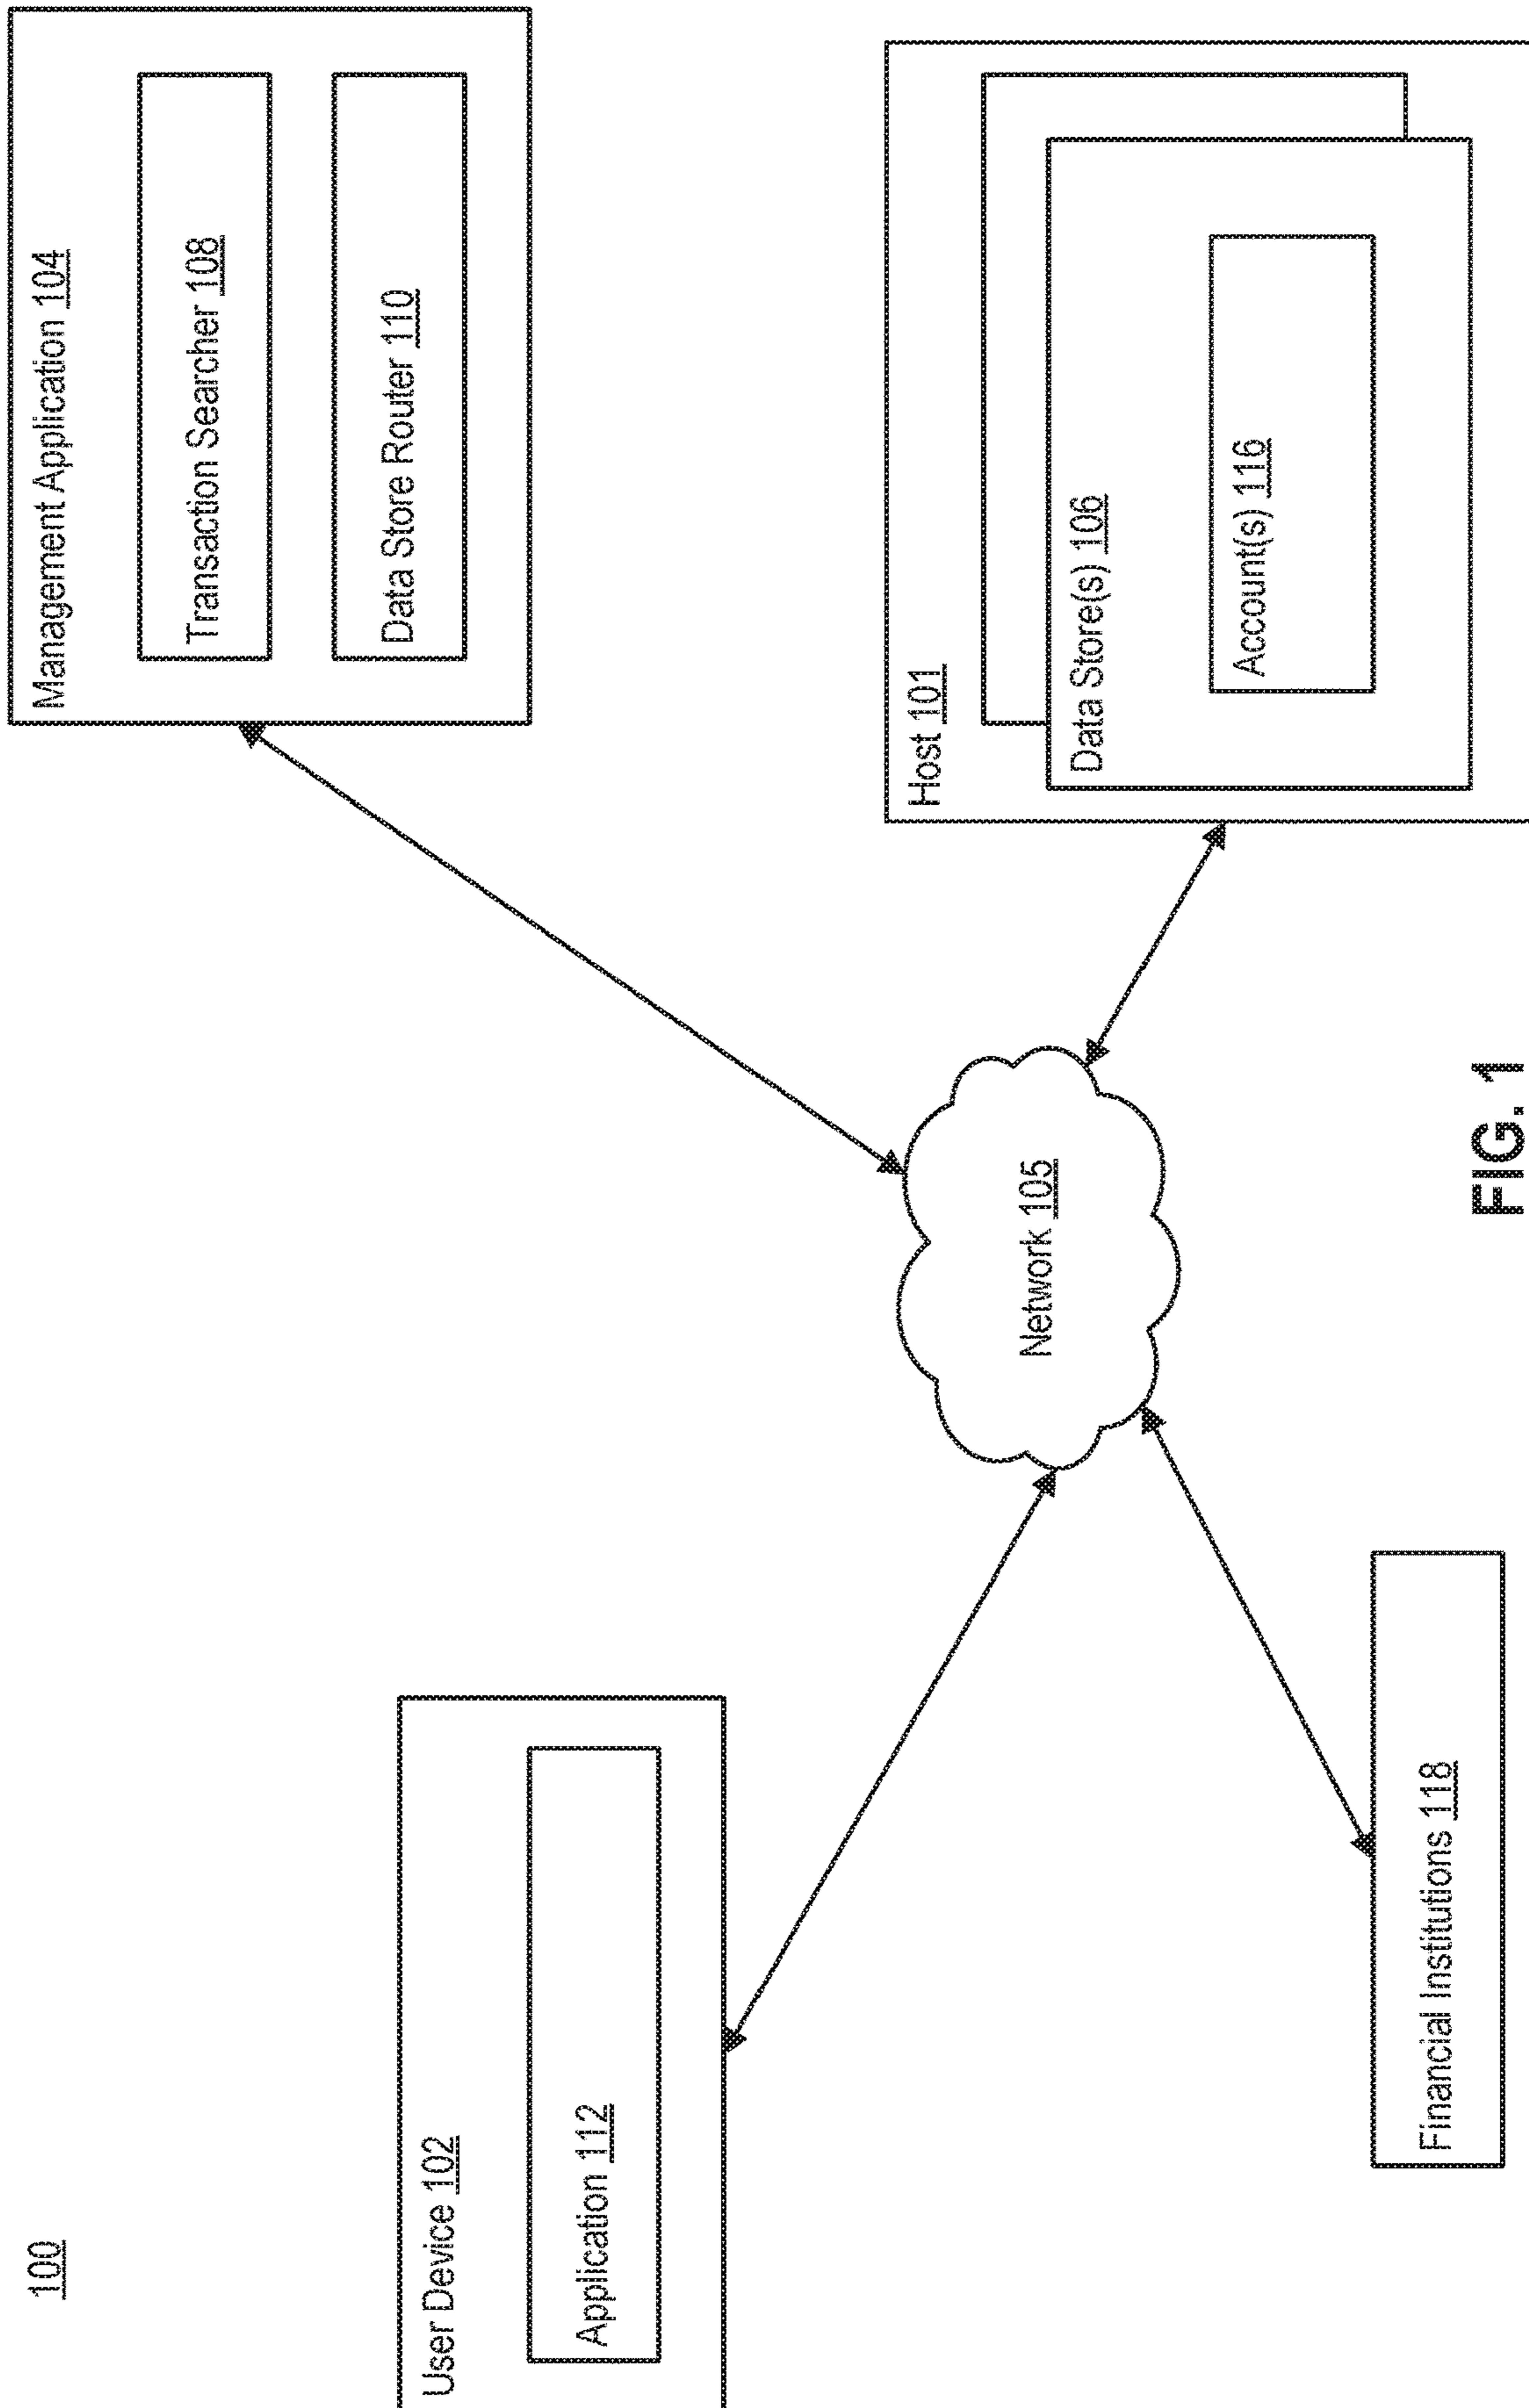 100
User Device 102
Application 112
Management Application 104
Transaction Searcher 108
Data Store Router 110
Network 105
Financial Institutions 118
Host 101
Data Store(s) 106
Account(s) 116
FIG. 1